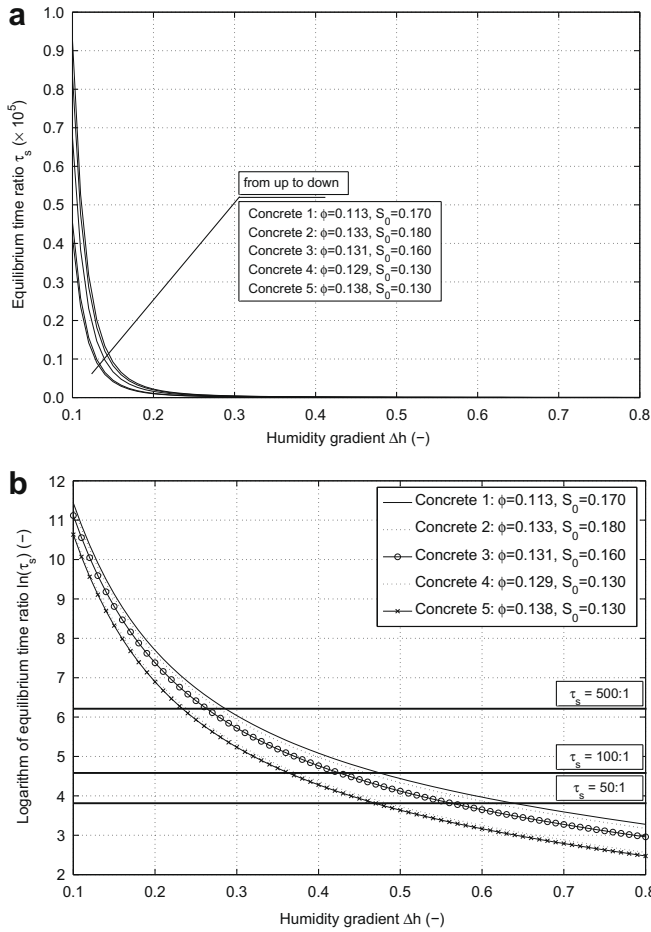 a
1.0
0.9
0.8
0.7
0.6
0.5
0.4
0.3
0.2
0.1
0.0
Equilibrium time ratio τs (× 10^5)
from up to down
Concrete 1: ϕ=0.113, S0=0.170
Concrete 2: ϕ=0.133, S0=0.180
Concrete 3: ϕ=0.131, S0=0.160
Concrete 4: ϕ=0.129, S0=0.130
Concrete 5: ϕ=0.138, S0=0.130
0.1 0.2 0.3 0.4 0.5 0.6 0.7 0.8
Humidity gradient Δh (−)
b
12
11
10
9
8
7
6
5
4
3
2
Logarithm of equilibrium time ratio ln(τs) (−)
Concrete 1: ϕ=0.113, S0=0.170
Concrete 2: ϕ=0.133, S0=0.180
Concrete 3: ϕ=0.131, S0=0.160
Concrete 4: ϕ=0.129, S0=0.130
Concrete 5: ϕ=0.138, S0=0.130
τs = 500:1
τs = 100:1
τs = 50:1
0.1 0.2 0.3 0.4 0.5 0.6 0.7 0.8
Humidity gradient Δh (−)